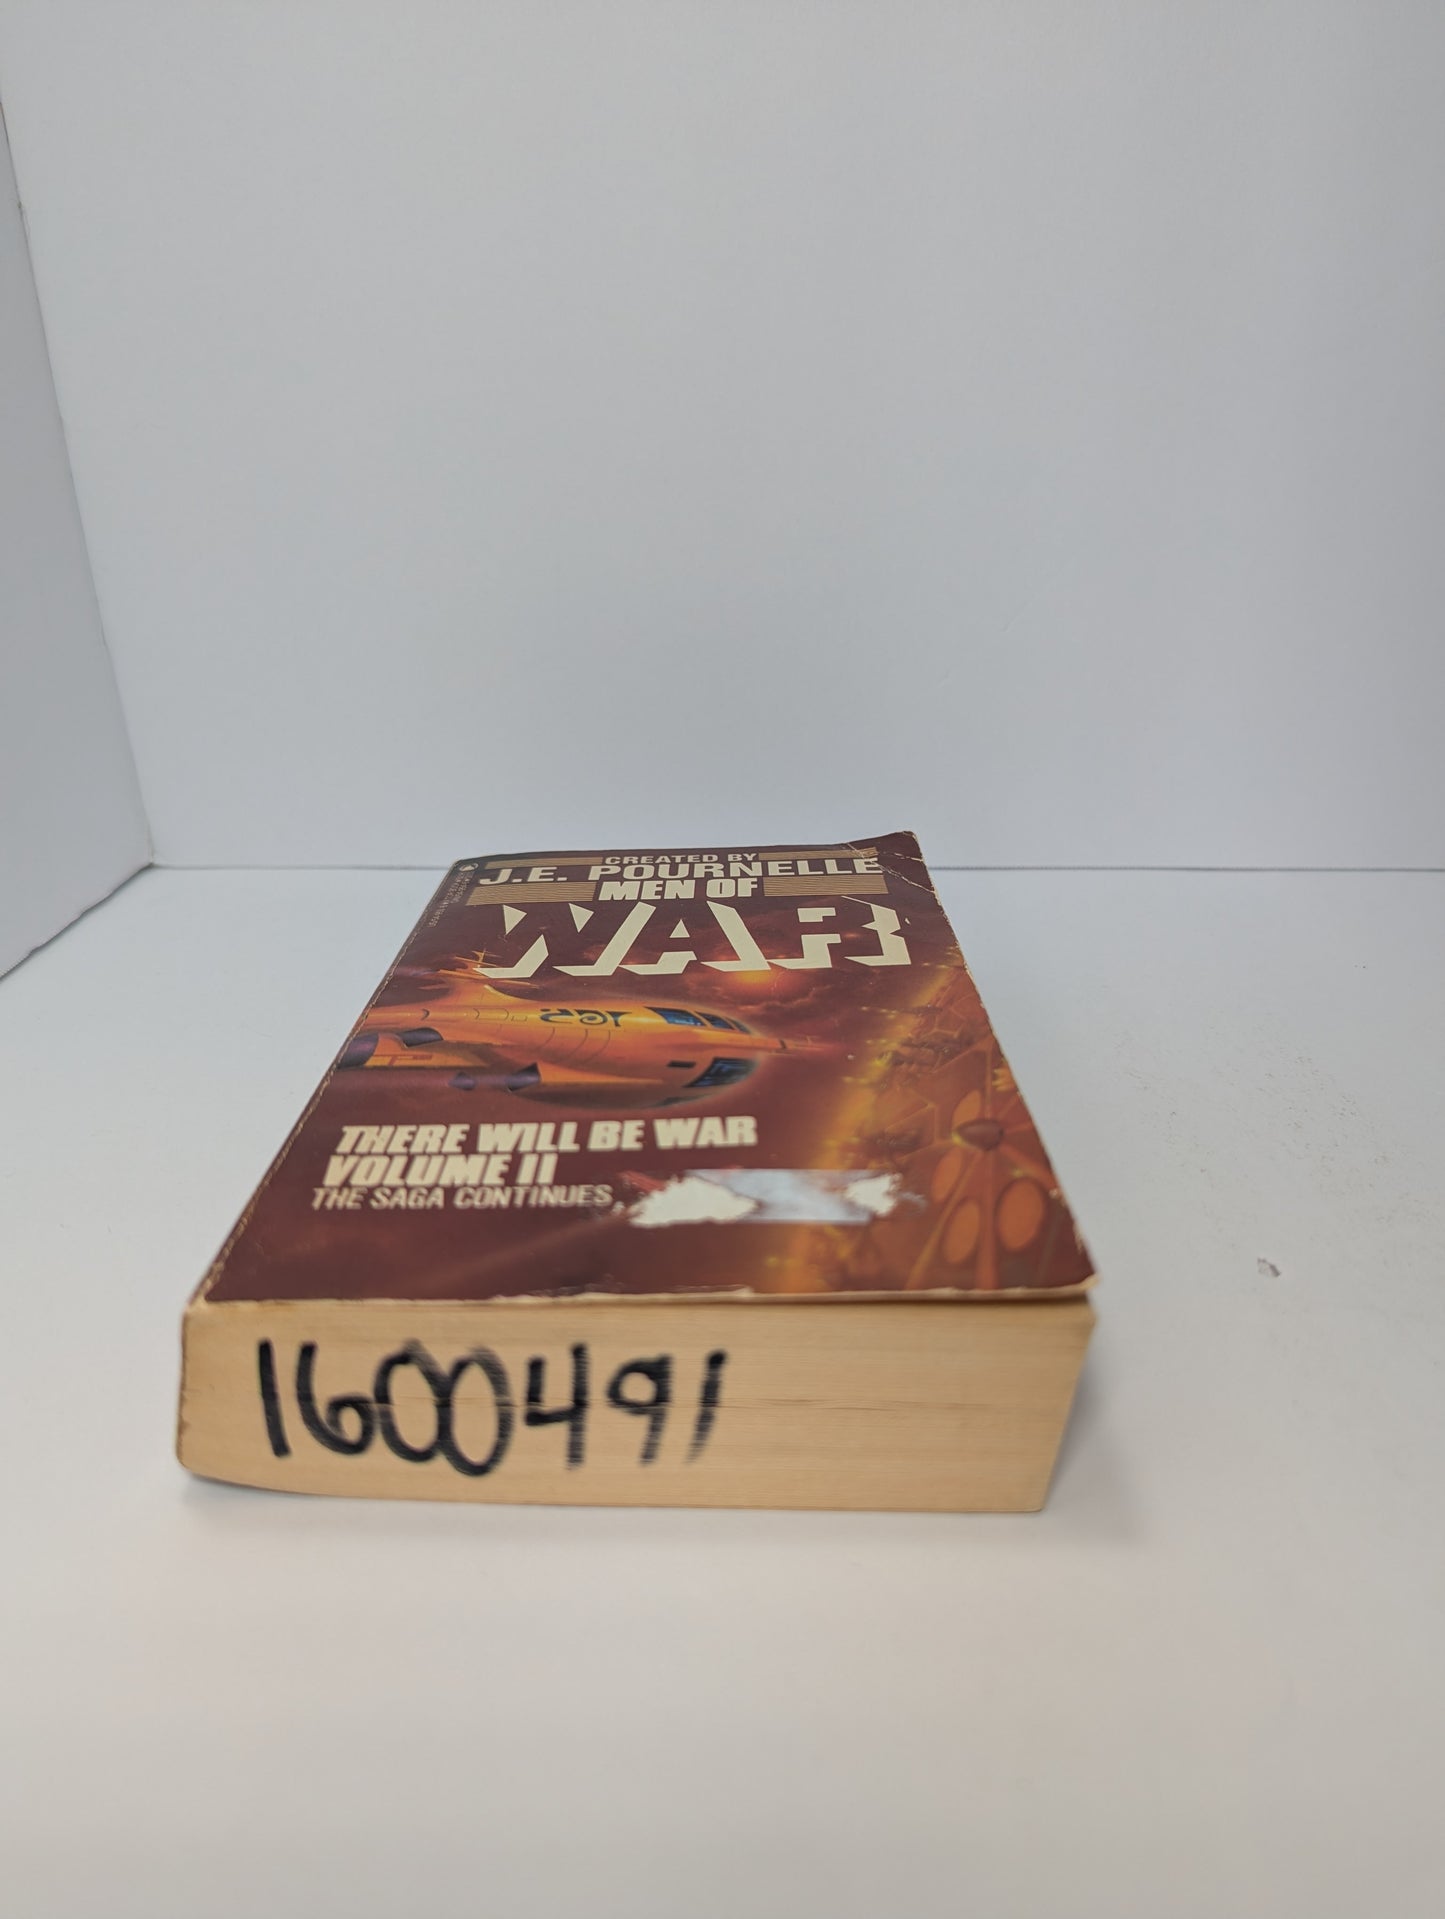 CREATED BY
J.E. POURNELLE
MEN OF
WAR
THERE WILL BE WAR
VOLUME II
THE SAGA CONTINUES
1600491